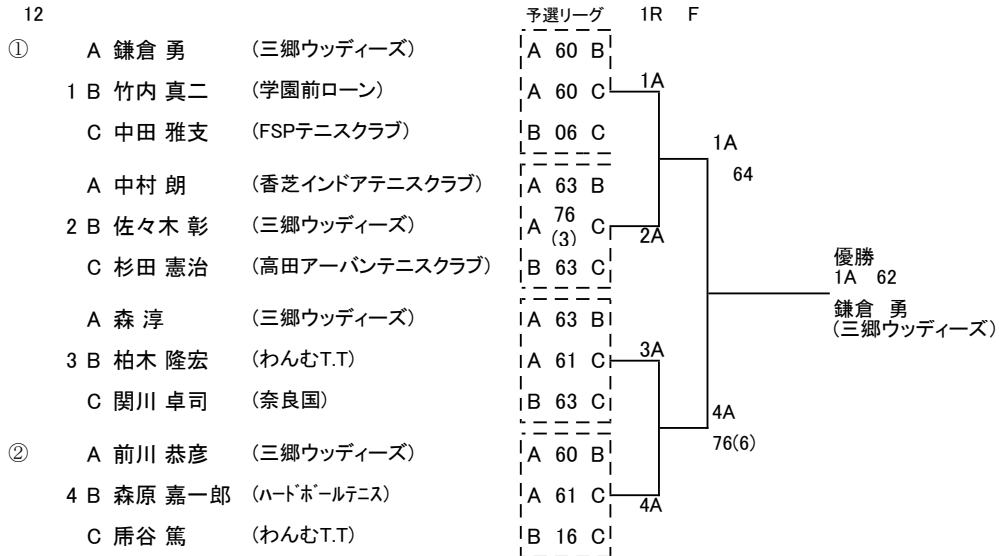 12 予選リーグ 1R F
① A 鎌倉 勇 (三郷ウッディーズ) A 60 B
1 B 竹内 真二 (学園前ローン) A 60 C 1A
C 中田 雅支 (FSPテニスクラブ) B 06 C 1A
64
A 中村 朗 (香芝インドアテニスクラブ) A 63 B
2 B 佐々木 彰 (三郷ウッディーズ) A 76(3) C 2A
C 杉田 憲治 (高田アーバンテニスクラブ) B 63 C
優勝
1A 62
鎌倉 勇
(三郷ウッディーズ)
A 森 淳 (三郷ウッディーズ) A 63 B
3 B 柏木 隆宏 (わんむT.T) A 61 C 3A
C 関川 卓司 (奈良国) B 63 C 4A
76(6)
② A 前川 恭彦 (三郷ウッディーズ) A 60 B
4 B 森原 嘉一郎 (ﾊｰﾄﾞﾎﾞｰﾙテニス) A 61 C 4A
C 乕谷 篤 (わんむT.T) B 16 C